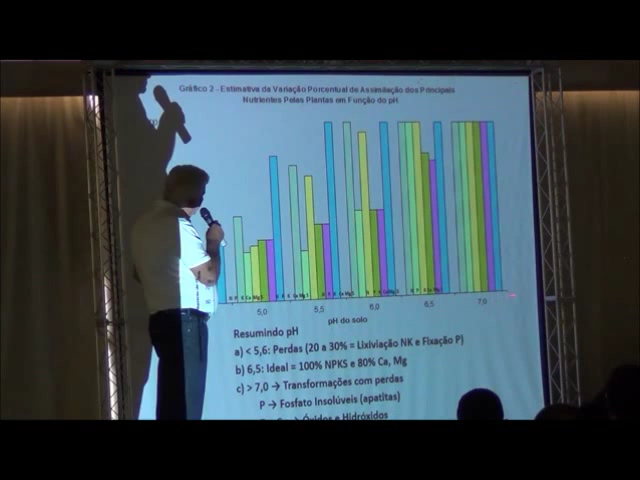 Gráfico 2 - Estimativa da Variação Porcentual de Assimilação dos Principais
Nutrientes Pelas Plantas em Função do pH
N P K Ca Mg S
5,0 5,5 6,0 6,5 7,0
pH do solo
Resumindo pH
a) < 5,6: Perdas (20 a 30% = Lixiviação NK e Fixação P)
b) 6,5: Ideal = 100% NPKS e 80% Ca, Mg
c) > 7,0 → Transformações com perdas
P → Fosfato Insolúveis (apatitas)
→ Óxidos e Hidróxidos